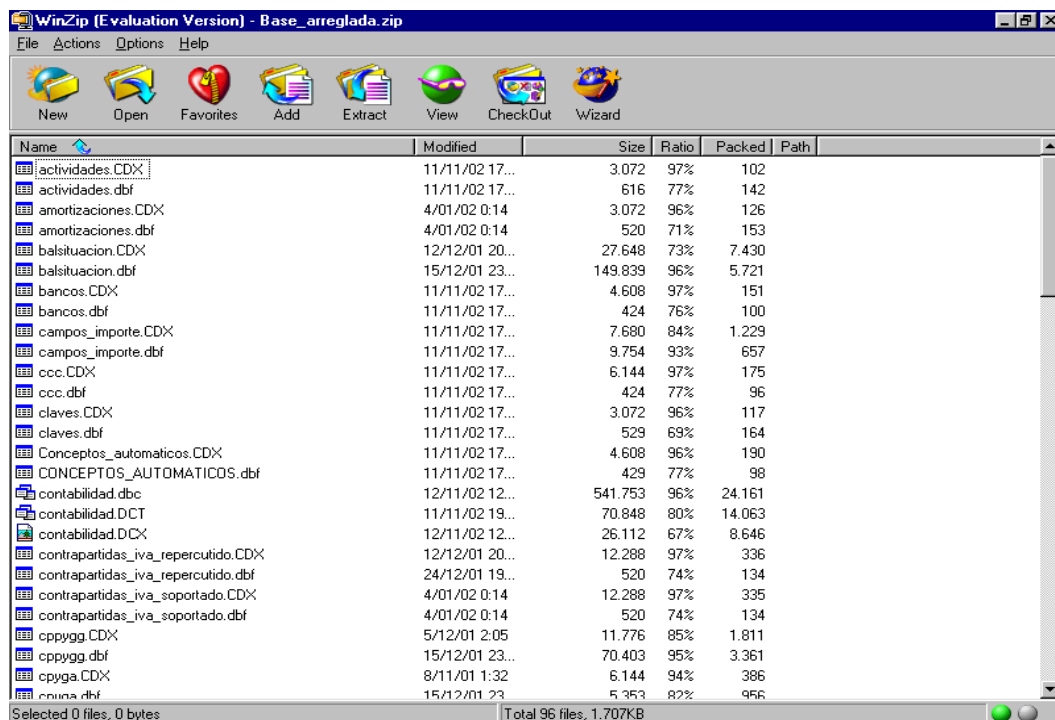 WinZip (Evaluation Version) - Base_arreglada.zip
File Actions Options Help
New Open Favorites Add Extract View CheckOut Wizard
Name Modified Size Ratio Packed Path
actividades.CDX 11/11/02 17... 3.072 97% 102
actividades.dbf 11/11/02 17... 616 77% 142
amortizaciones.CDX 4/01/02 0:14 3.072 96% 126
amortizaciones.dbf 4/01/02 0:14 520 71% 153
balsituacion.CDX 12/12/01 20... 27.648 73% 7.430
balsituacion.dbf 15/12/01 23... 149.839 96% 5.721
bancos.CDX 11/11/02 17... 4.608 97% 151
bancos.dbf 11/11/02 17... 424 76% 100
campos_importe.CDX 11/11/02 17... 7.680 84% 1.229
campos_importe.dbf 11/11/02 17... 9.754 93% 657
ccc.CDX 11/11/02 17... 6.144 97% 175
ccc.dbf 11/11/02 17... 424 77% 96
claves.CDX 11/11/02 17... 3.072 96% 117
claves.dbf 11/11/02 17... 529 69% 164
Conceptos_automaticos.CDX 11/11/02 17... 4.608 96% 190
CONCEPTOS_AUTOMATICOS.dbf 11/11/02 17... 429 77% 98
contabilidad.dbc 12/11/02 12... 541.753 96% 24.161
contabilidad.DCT 11/11/02 19... 70.848 80% 14.063
contabilidad.DCX 12/11/02 12... 26.112 67% 8.646
contrapartidas_iva_repercutido.CDX 12/12/01 20... 12.288 97% 336
contrapartidas_iva_repercutido.dbf 24/12/01 19... 520 74% 134
contrapartidas_iva_soportado.CDX 4/01/02 0:14 12.288 97% 335
contrapartidas_iva_soportado.dbf 4/01/02 0:14 520 74% 134
cppygg.CDX 5/12/01 2:05 11.776 85% 1.811
cppygg.dbf 15/12/01 23... 70.403 95% 3.361
cpyga.CDX 8/11/01 1:32 6.144 94% 386
cpyga.dbf 15/12/01 23 5.353 82% 956
Selected 0 files, 0 bytes Total 96 files, 1.707KB